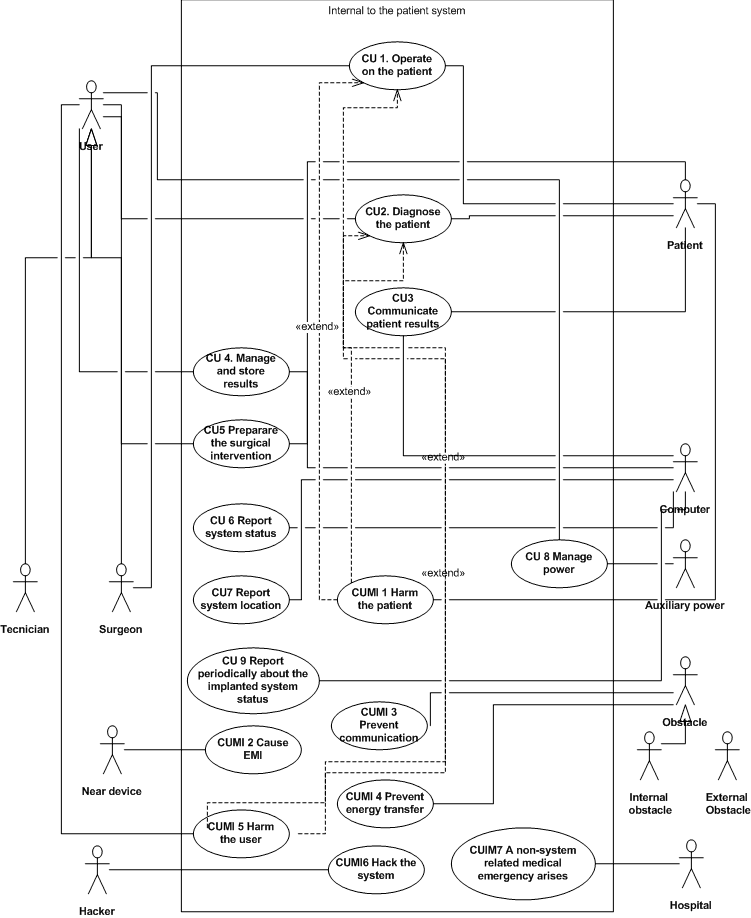 Internal to the patient system
CU 1. Operate
on the patient
User
CU2. Diagnose
the patient
Patient
CU3
Communicate
patient results
«extend»
CU 4. Manage
and store
results
«extend»
CU5 Preparare
the surgical
intervention
«extend»
Computer
CU 6 Report
system status
CU 8 Manage
power
«extend»
CU7 Report
system location
CUMI 1 Harm
the patient
Auxiliary power
Tecnician
Surgeon
CU 9 Report
periodically about the
implanted system
status
CUMI 3
Prevent
communication
Obstacle
CUMI 2 Cause
EMI
Near device
Internal
obstacle
External
Obstacle
CUMI 4 Prevent
energy transfer
CUMI 5 Harm
the user
CUMI6 Hack the
system
CUIM7 A non-system
related medical
emergency arises
Hacker
Hospital